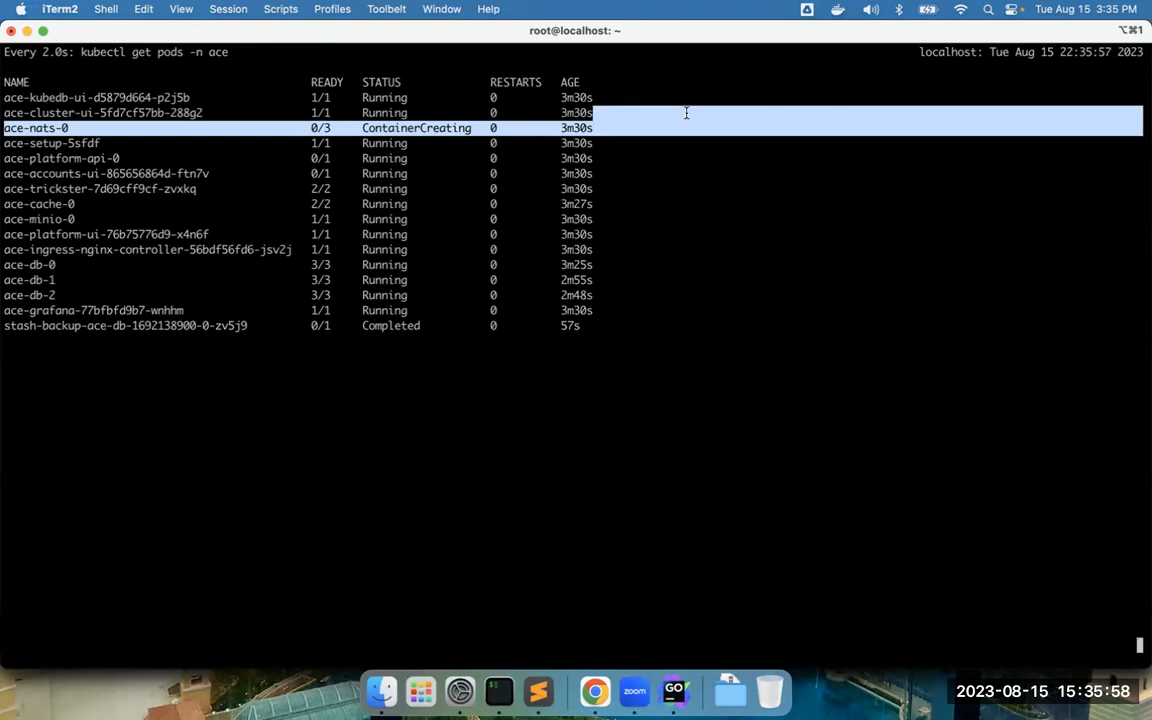 iTerm2 Shell Edit View Session Scripts Profiles Toolbelt Window Help Tue Aug 15 3:35 PM
root@localhost: ~ ⌥⌘1
Every 2.0s: kubectl get pods -n ace localhost: Tue Aug 15 22:35:57 2023
NAME READY STATUS RESTARTS AGE
ace-kubedb-ui-d5879d664-p2j5b 1/1 Running 0 3m30s
ace-cluster-ui-5fd7cf57bb-288g2 1/1 Running 0 3m30s
ace-nats-0 0/3 ContainerCreating 0 3m30s
ace-setup-5sfdf 1/1 Running 0 3m30s
ace-platform-api-0 0/1 Running 0 3m30s
ace-accounts-ui-865656864d-ftn7v 0/1 Running 0 3m30s
ace-trickster-7d69cff9cf-zvxkq 2/2 Running 0 3m30s
ace-cache-0 2/2 Running 0 3m27s
ace-minio-0 1/1 Running 0 3m30s
ace-platform-ui-76b75776d9-x4n6f 1/1 Running 0 3m30s
ace-ingress-nginx-controller-56bdf56fd6-jsv2j 1/1 Running 0 3m30s
ace-db-0 3/3 Running 0 3m25s
ace-db-1 3/3 Running 0 2m55s
ace-db-2 3/3 Running 0 2m48s
ace-grafana-77bfbfd9b7-wnhhm 1/1 Running 0 3m30s
stash-backup-ace-db-1692138900-0-zv5j9 0/1 Completed 0 57s
zoom GO
2023-08-15 15:35:58